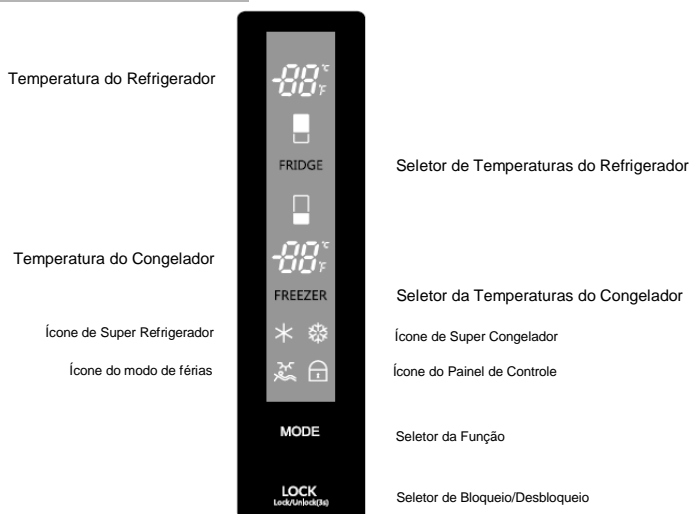 Temperatura do Refrigerador
-88°C
°F
FRIDGE
Seletor de Temperaturas do Refrigerador
Temperatura do Congelador
-88°C
°F
FREEZER
Seletor da Temperaturas do Congelador
Ícone de Super Refrigerador
Ícone de Super Congelador
Ícone do modo de férias
Ícone do Painel de Controle
MODE
Seletor da Função
LOCK
Lock/Unlock(3s)
Seletor de Bloqueio/Desbloqueio